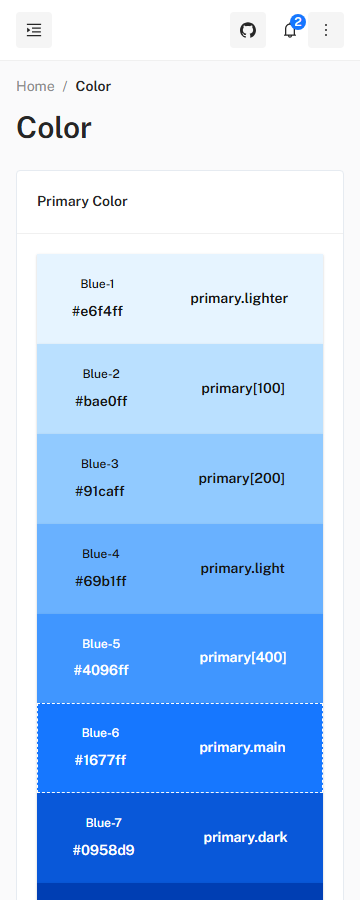 2
Home / Color
Color
Primary Color
Blue-1
#e6f4ff
primary.lighter
Blue-2
#bae0ff
primary[100]
Blue-3
#91caff
primary[200]
Blue-4
#69b1ff
primary.light
Blue-5
#4096ff
primary[400]
Blue-6
#1677ff
primary.main
Blue-7
#0958d9
primary.dark